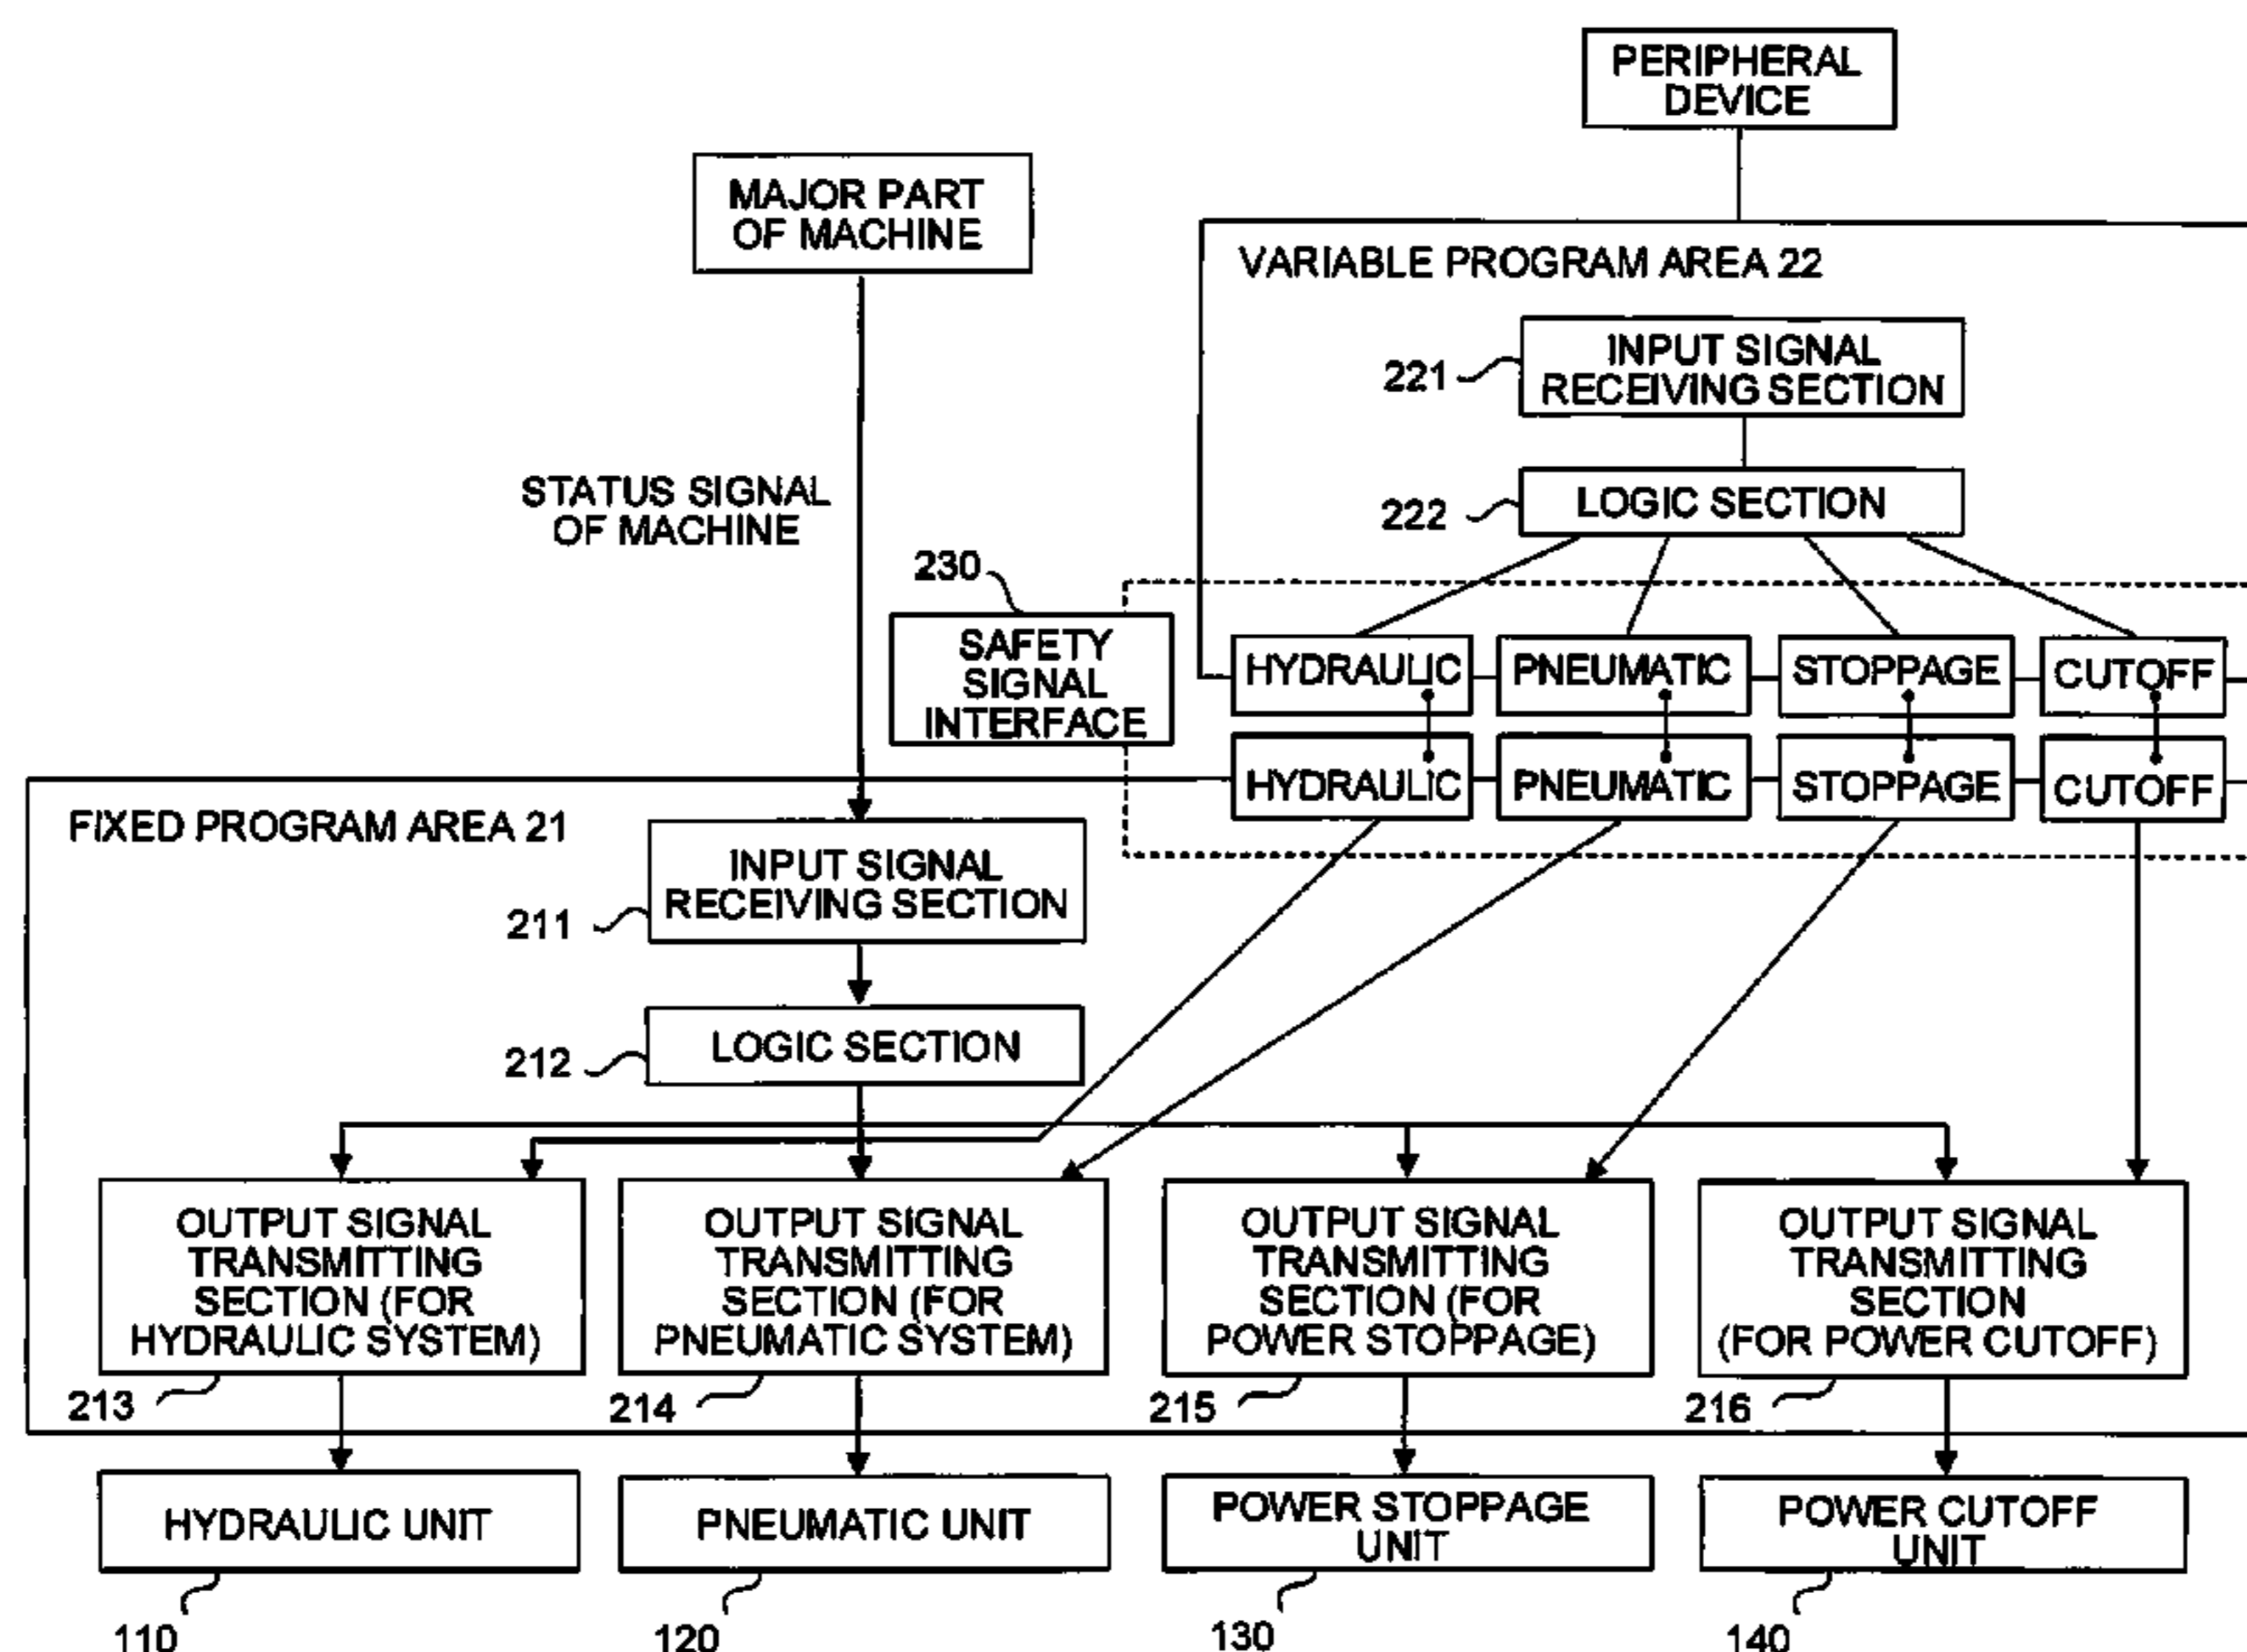 PERIPHERAL
DEVICE
MAJOR PART
OF MACHINE
VARIABLE PROGRAM AREA 22
INPUT SIGNAL
RECEIVING SECTION
221
STATUS SIGNAL
OF MACHINE
LOGIC SECTION
222
230
SAFETY
SIGNAL
INTERFACE
HYDRAULIC
PNEUMATIC
STOPPAGE
CUTOFF
HYDRAULIC
PNEUMATIC
STOPPAGE
CUTOFF
FIXED PROGRAM AREA 21
INPUT SIGNAL
RECEIVING SECTION
211
LOGIC SECTION
212
OUTPUT SIGNAL
TRANSMITTING
SECTION (FOR
HYDRAULIC SYSTEM)
213
OUTPUT SIGNAL
TRANSMITTING
SECTION (FOR
PNEUMATIC SYSTEM)
214
OUTPUT SIGNAL
TRANSMITTING
SECTION (FOR
POWER STOPPAGE)
215
OUTPUT SIGNAL
TRANSMITTING
SECTION
(FOR POWER CUTOFF)
216
HYDRAULIC UNIT
PNEUMATIC UNIT
POWER STOPPAGE
UNIT
POWER CUTOFF
UNIT
110
120
130
140